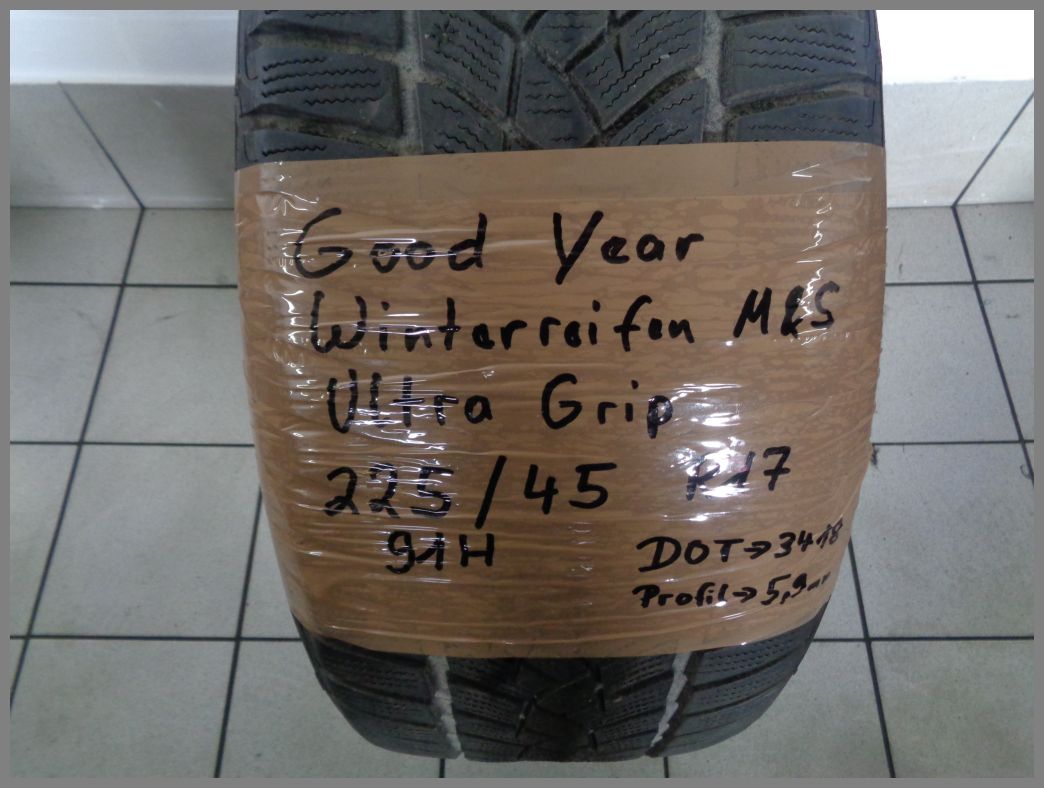 Good Year
Winterreifen M&S
Ultra Grip
225/45 R17
91H
DOT→3418
Profil→5,9mm